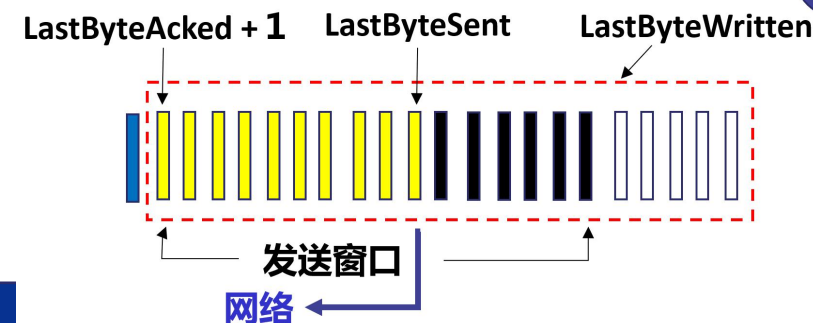 LastByteAcked + 1 LastByteSent LastByteWritten
发送窗口
网络